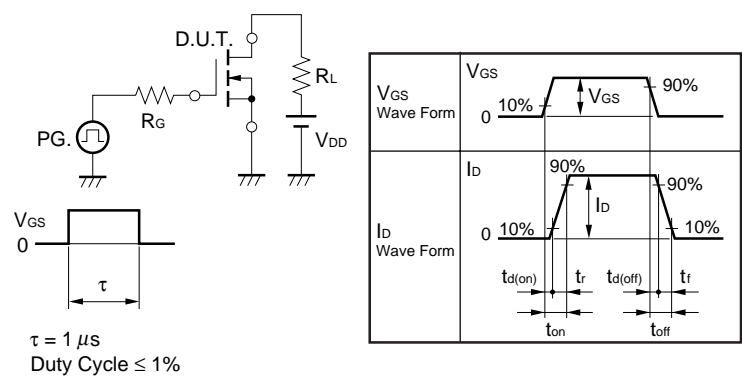 D.U.T.
RL
RG
PG.
VDD
VGS
0
τ
τ = 1 μs
Duty Cycle ≤ 1%
VGS
Wave Form
VGS
10%
0
VGS
90%
ID
Wave Form
ID
90%
90%
0
10%
ID
10%
td(on)
tr
td(off)
tf
ton
toff